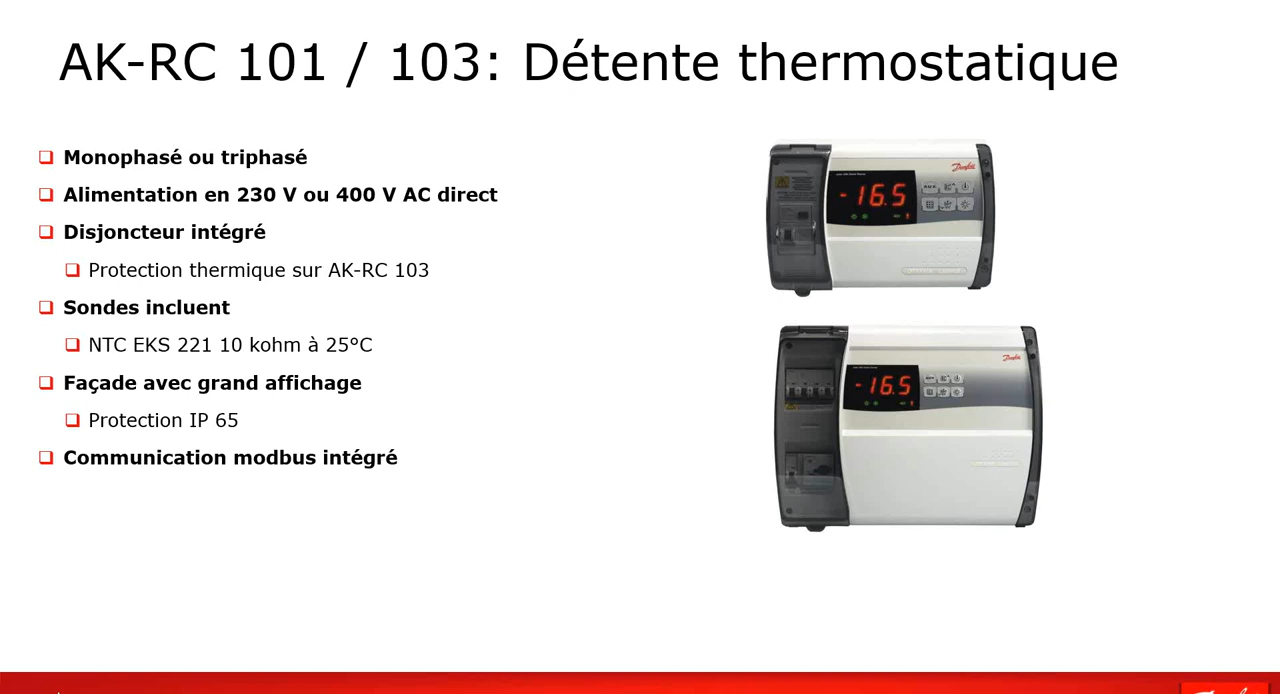 AK-RC 101 / 103: Détente thermostatique
Monophasé ou triphasé
Alimentation en 230 V ou 400 V AC direct
Disjoncteur intégré
Protection thermique sur AK-RC 103
Sondes incluent
NTC EKS 221 10 kohm à 25°C
Façade avec grand affichage
Protection IP 65
Communication modbus intégré
Danfoss
-16.5
Danfoss
-16.5